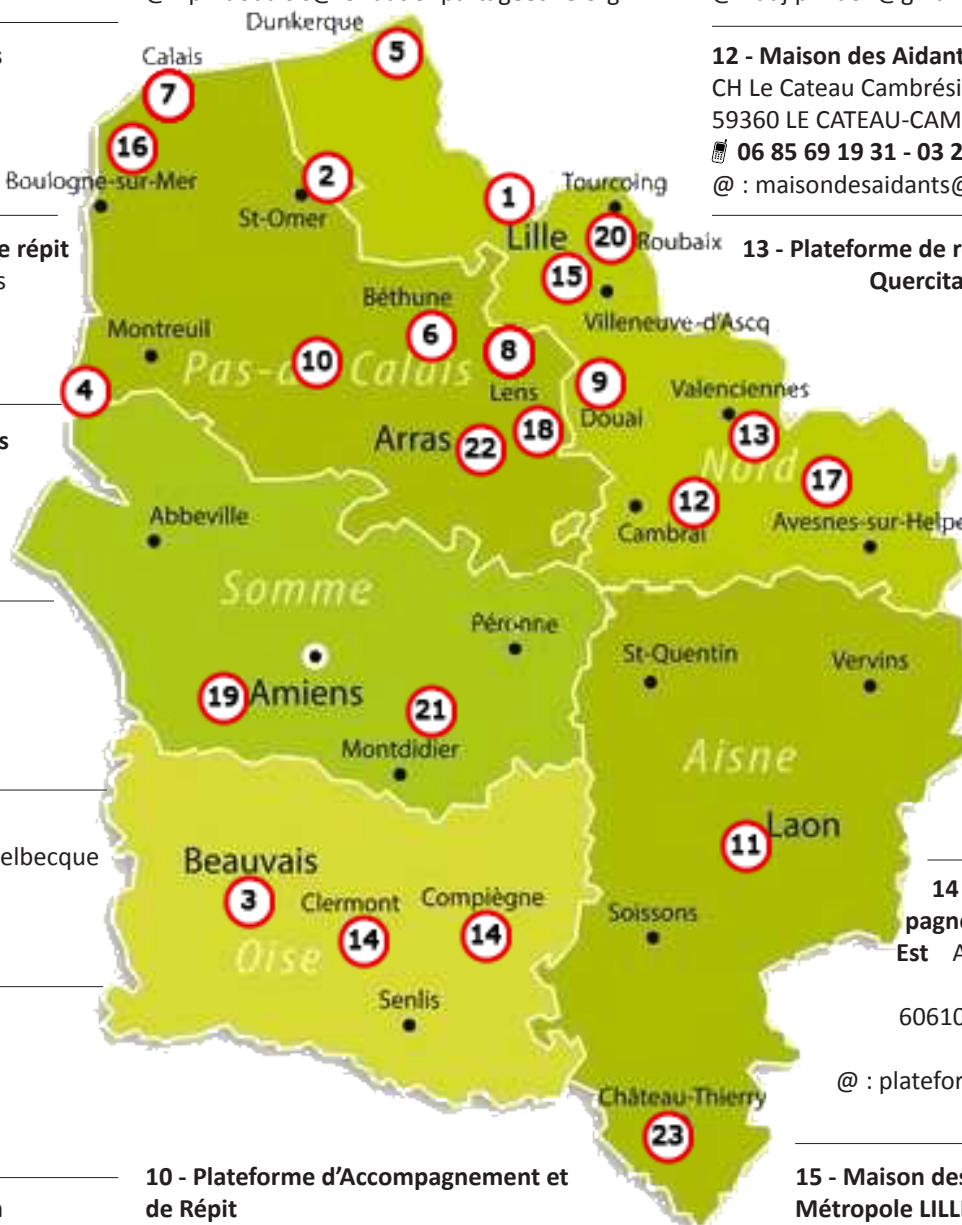 Dunkerque
5
Calais
7
16
Boulogne-sur-Mer
2
St-Omer
1
Tourcoing
Lille
20
Roubaix
15
Villeneuve-d'Ascq
Béthune
6
Montreuil
10
Pas-d Calais
8
Lens
4
9
Douai
Valenciennes
13
Arras
22
18
Nord
17
12
Cambrai
Avesnes-sur-Helpe
Abbeville
Somme
Péronne
St-Quentin
Vervins
19
Amiens
21
Montdidier
Aisne
11
Laon
Beauvais
3
Clermont
14
Compiègne
14
Soissons
Oise
Senlis
Château-Thierry
23
12 - Maison des Aidant
CH Le Cateau Cambrési
59360 LE CATEAU-CAM
06 85 69 19 31 - 03 2
@ : maisondesaidants@
13 - Plateforme de r
Quercita
e répit
s
s
s
elbecque
14
pagne
Est A
60610
@ : platefor
10 - Plateforme d'Accompagnement et
de Répit
15 - Maison des
Métropole LILL